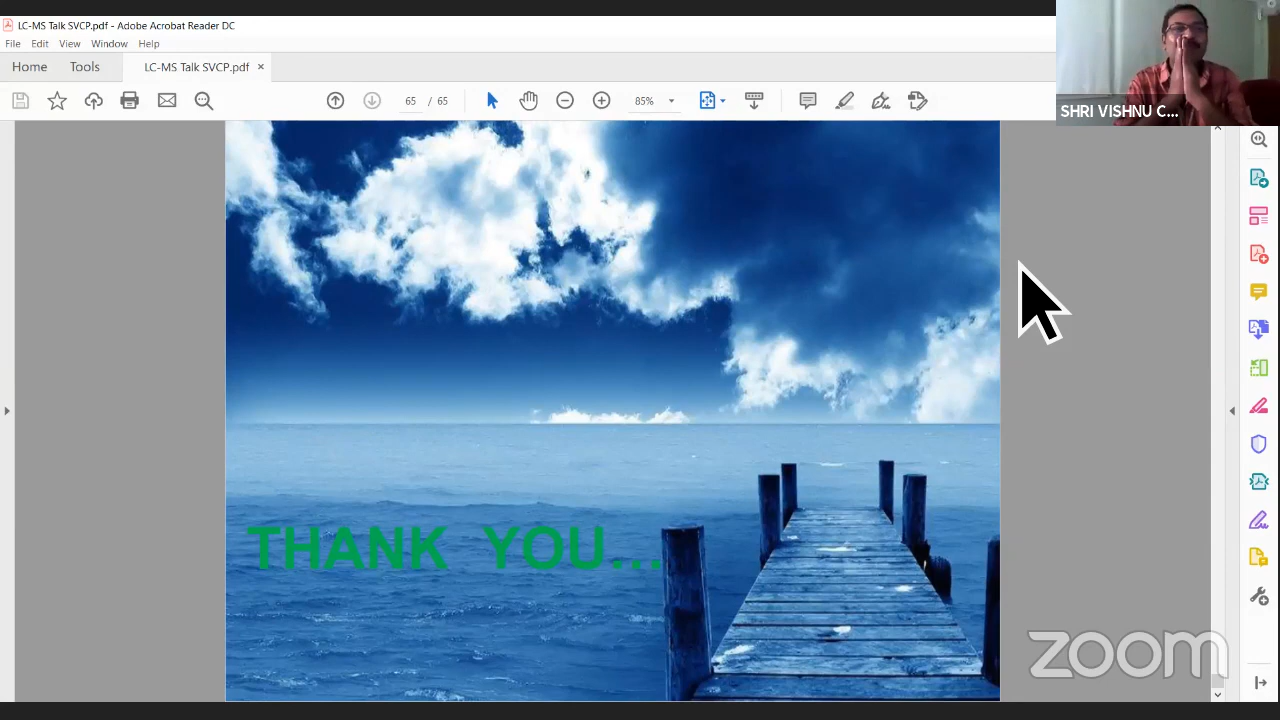 LC-MS Talk SVCP.pdf - Adobe Acrobat Reader DC
File Edit View Window Help
Home Tools LC-MS Talk SVCP.pdf ×
65 / 65 85%
SHRI VISHNU C...
THANK YOU...
zoom